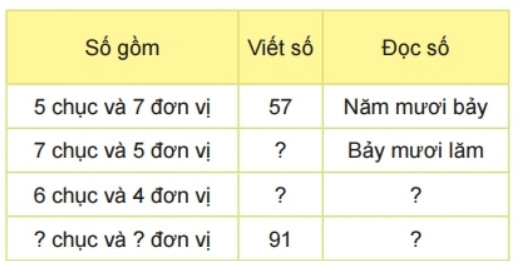 Số gồm Viết số Đọc số
5 chục và 7 đơn vị 57 Năm mươi bảy
7 chục và 5 đơn vị ? Bảy mươi lăm
6 chục và 4 đơn vị ? ?
? chục và ? đơn vị 91 ?